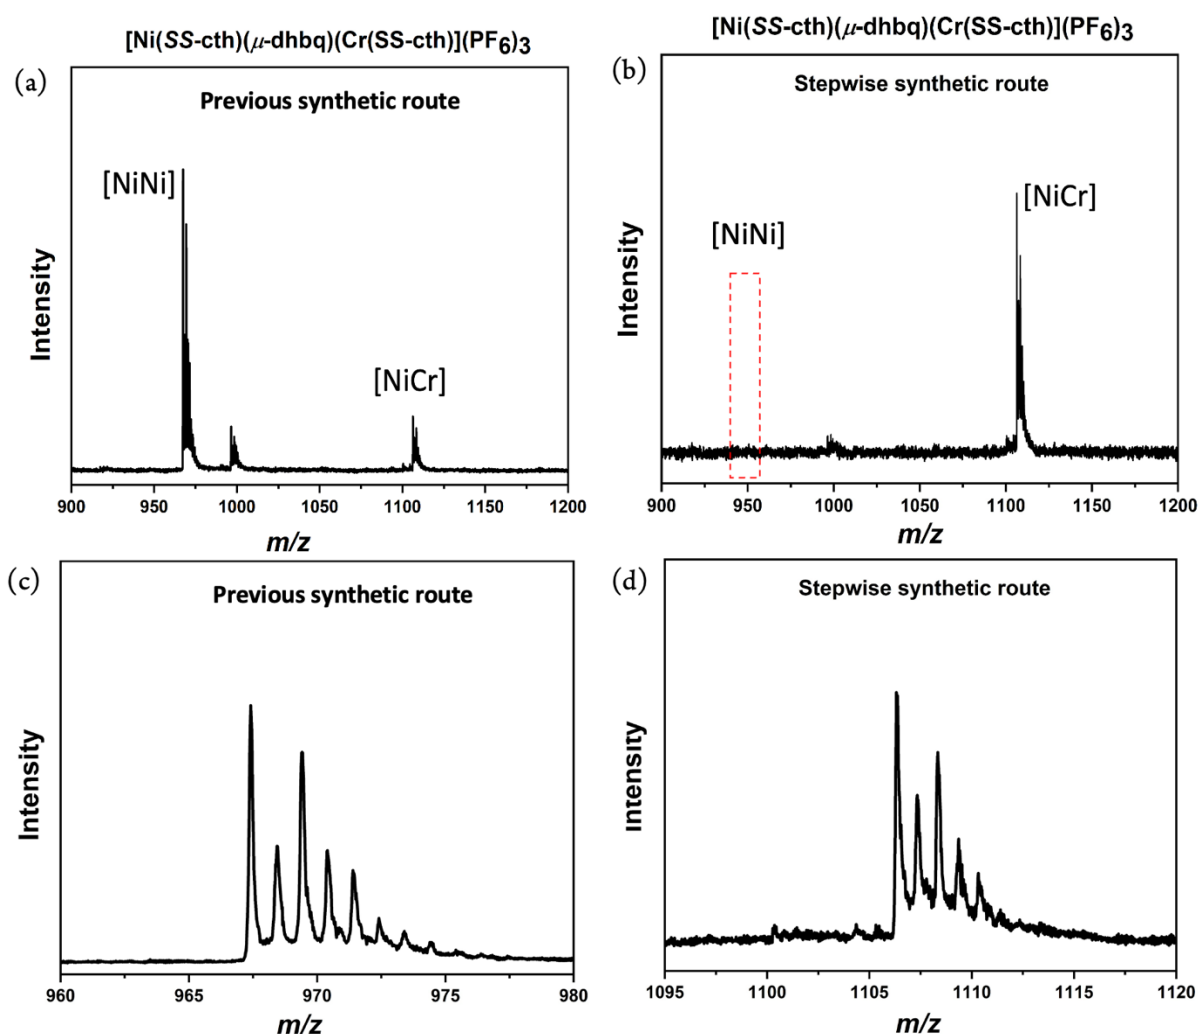 [Ni(SS-cth)(μ-dhbq)(Cr(SS-cth)](PF6)3
[Ni(SS-cth)(μ-dhbq)(Cr(SS-cth)](PF6)3
(a)
Previous synthetic route
[NiNi]
[NiCr]
Intensity
900 950 1000 1050 1100 1150 1200
m/z
(b)
Stepwise synthetic route
[NiNi]
[NiCr]
Intensity
900 950 1000 1050 1100 1150 1200
m/z
(c)
Previous synthetic route
Intensity
960 965 970 975 980
m/z
(d)
Stepwise synthetic route
Intensity
1095 1100 1105 1110 1115 1120
m/z